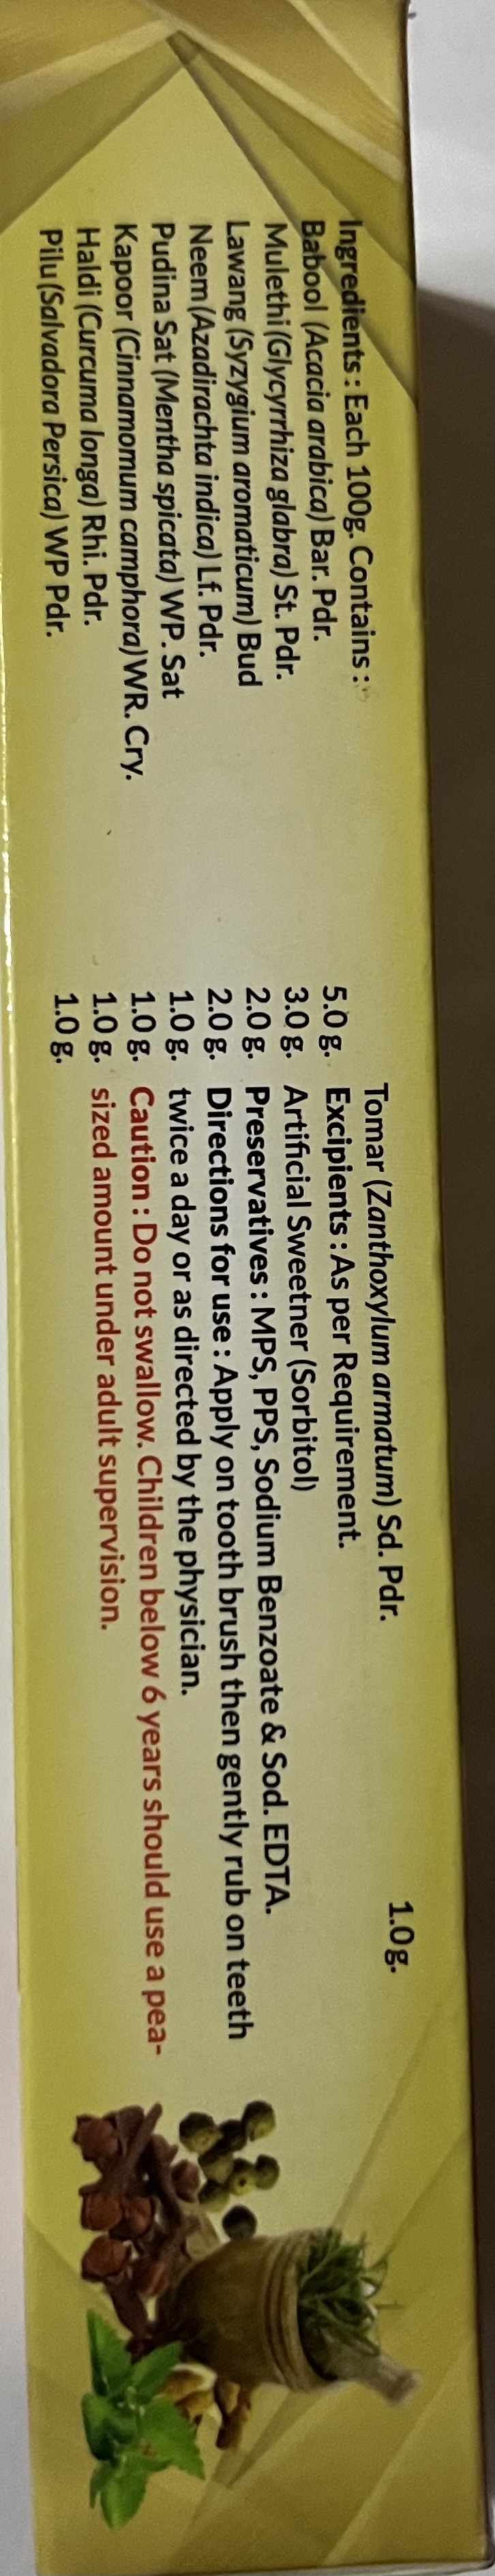 Ingredients : Each 100g. Contains :
Babool (Acacia arabica) Bar. Pdr. 5.0 g.
Mulethi (Glycyrrhiza glabra) St. Pdr. 3.0 g.
Lawang (Syzygium aromaticum) Bud 2.0 g.
Neem (Azadirachta indica) Lf. Pdr. 2.0 g.
Pudina Sat (Mentha spicata) WP. Sat 1.0 g.
Kapoor (Cinnamomum camphora) WR. Cry. 1.0 g.
Haldi (Curcuma longa) Rhi. Pdr. 1.0 g.
Pilu (Salvadora Persica) WP Pdr. 1.0 g.
Tomar (Zanthoxylum armatum) Sd. Pdr. 1.0 g.
Excipients : As per Requirement.
Artificial Sweetner (Sorbitol)
Preservatives : MPS, PPS, Sodium Benzoate & Sod. EDTA.
Directions for use : Apply on tooth brush then gently rub on teeth
twice a day or as directed by the physician.
Caution : Do not swallow. Children below 6 years should use a pea-
sized amount under adult supervision.